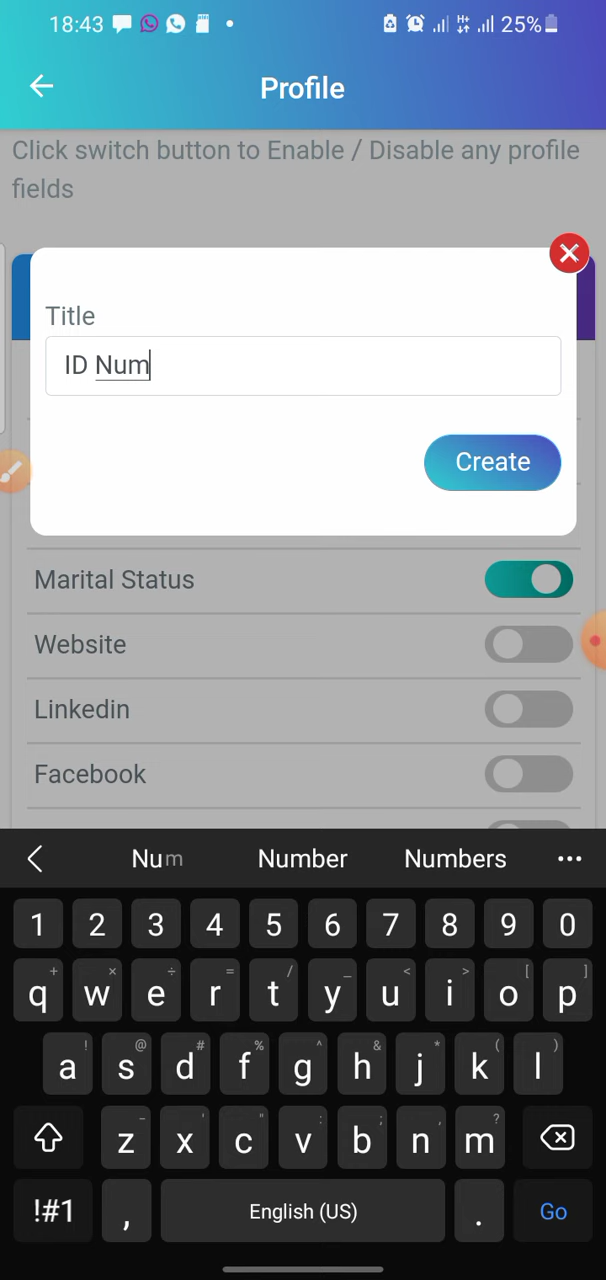 18:43 25%
Profile
Click switch button to Enable / Disable any profile
fields
Title
ID Num
Create
Marital Status
Website
Linkedin
Facebook
Num Number Numbers ...
1 2 3 4 5 6 7 8 9 0
+ × ÷ = / _ < > [ ]
q w e r t y u i o p
! @ # % ^ & * ( )
a s d f g h j k l
- ' " : ; , ?
z x c v b n m
!#1 , English (US) . Go